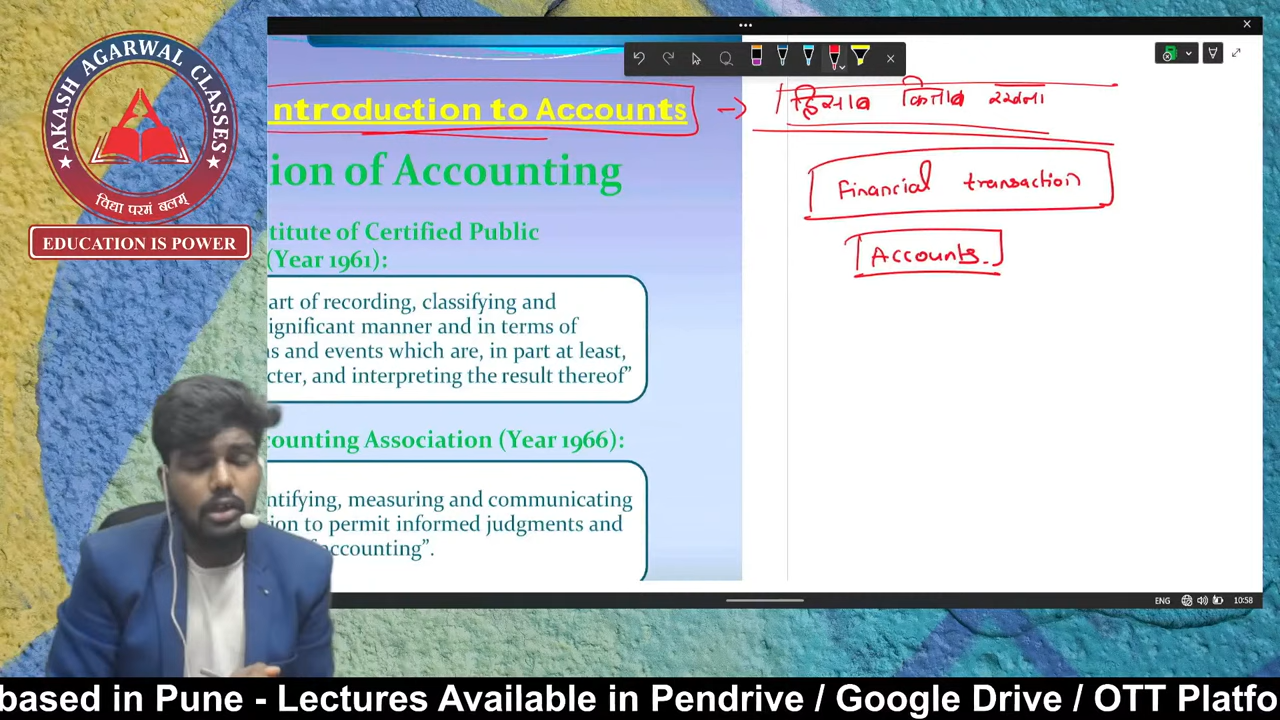 AKASH AGARWAL CLASSES
विद्या परमं बलम्
EDUCATION IS POWER
ntroduction to Accounts
हिसाब किताब रखना
ion of Accounting
Financial transaction
Accounts.
titute of Certified Public
(Year 1961):
art of recording, classifying and
ignificant manner and in terms of
s and events which are, in part at least,
cter, and interpreting the result thereof”
counting Association (Year 1966):
ntifying, measuring and communicating
ion to permit informed judgments and
accounting”.
ENG 10:58
based in Pune - Lectures Available in Pendrive / Google Drive / OTT Platfo